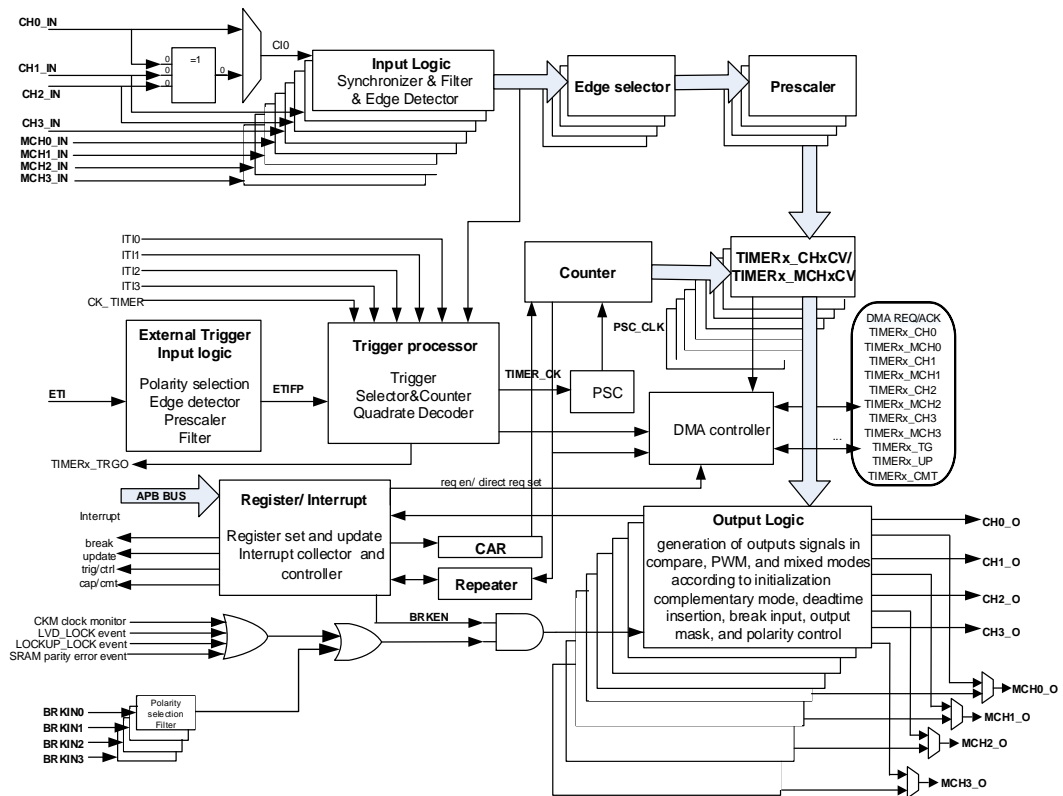 CH0_IN
CI0
=1
0
0
0
0
CH1_IN
CH2_IN
CH3_IN
MCH0_IN
MCH1_IN
MCH2_IN
MCH3_IN
Input Logic
Synchronizer & Filter
& Edge Detector
Edge selector
Prescaler
ITI0
ITI1
ITI2
ITI3
CK_TIMER
Counter
TIMERx_CHxCV/
TIMERx_MCHxCV
PSC_CLK
External Trigger
Input logic
Polarity selection
Edge detector
Prescaler
Filter
ETI
ETIFP
Trigger processor
Trigger
Selector&Counter
Quadrate Decoder
TIMER_CK
PSC
DMA controller
DMA REQ/ACK
TIMERx_CH0
TIMERx_MCH0
TIMERx_CH1
TIMERx_MCH1
TIMERx_CH2
TIMERx_MCH2
TIMERx_CH3
TIMERx_MCH3
TIMERx_TG
TIMERx_UP
TIMERx_CMT
...
TIMERx_TRGO
APB BUS
req en/ direct req set
Register/ Interrupt
Register set and update
Interrupt collector and
controller
Interrupt
break
update
trig/ctrl
cap/cmt
CAR
Repeater
BRKEN
Output Logic
generation of outputs signals in
compare, PWM, and mixed modes
according to initialization
complementary mode, deadtime
insertion, break input, output
mask, and polarity control
CH0_O
CH1_O
CH2_O
CH3_O
MCH0_O
MCH1_O
MCH2_O
MCH3_O
CKM clock monitor
LVD_LOCK event
LOCKUP_LOCK event
SRAM parity error event
BRKIN0
BRKIN1
BRKIN2
BRKIN3
Polarity
selection
Filter